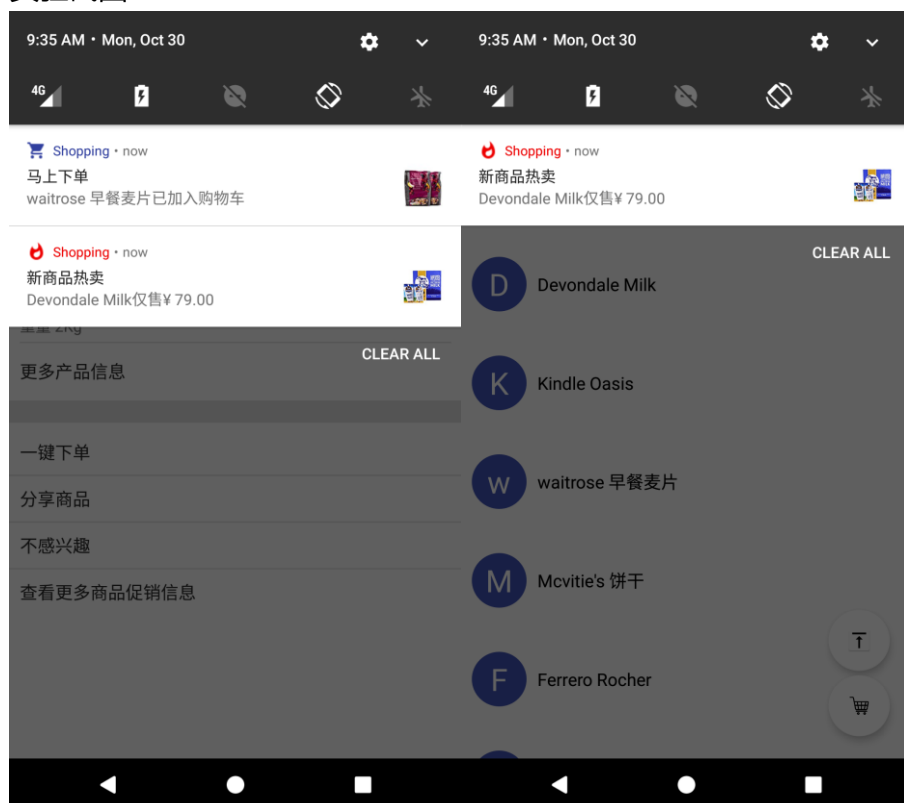 9:35 AM • Mon, Oct 30
4G
Shopping • now
马上下单
waitrose 早餐麦片已加入购物车
Shopping • now
新商品热卖
Devondale Milk仅售¥ 79.00
CLEAR ALL
更多产品信息
一键下单
分享商品
不感兴趣
查看更多商品促销信息
9:35 AM • Mon, Oct 30
4G
Shopping • now
新商品热卖
Devondale Milk仅售¥ 79.00
CLEAR ALL
D Devondale Milk
K Kindle Oasis
W waitrose 早餐麦片
M Mcvitie's 饼干
F Ferrero Rocher